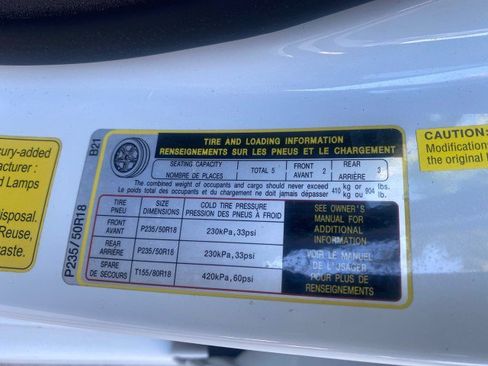 ury-added
acturer :
d Lamps
isposal.
Reuse,
aste.
P235/50R18
B21
TIRE AND LOADING INFORMATION
RENSEIGNEMENTS SUR LES PNEUS ET LE CHARGEMENT
SEATING CAPACITY
NOMBRE DE PLACES
TOTAL 5
FRONT
AVANT
2
REAR
ARRIÈRE
3
The combined weight of occupants and cargo should never exceed
Le poids total des occupants et du chargement ne doit jamais dépasser
410 kg or 904 lbs.
kg ou lb.
TIRE
PNEU
SIZE
DIMENSIONS
COLD TIRE PRESSURE
PRESSION DES PNEUS À FROID
FRONT
AVANT
P235/50R18
230kPa,33psi
REAR
ARRIÈRE
P235/50R18
230kPa,33psi
SPARE
DE SECOURS
T155/80R18
420kPa,60psi
SEE OWNER'S
MANUAL FOR
ADDITIONAL
INFORMATION
VOIR LE MANUEL
DE L'USAGER
POUR PLUS DE
RENSEIGNEMENTS
CAUTION:
Modifications
the original